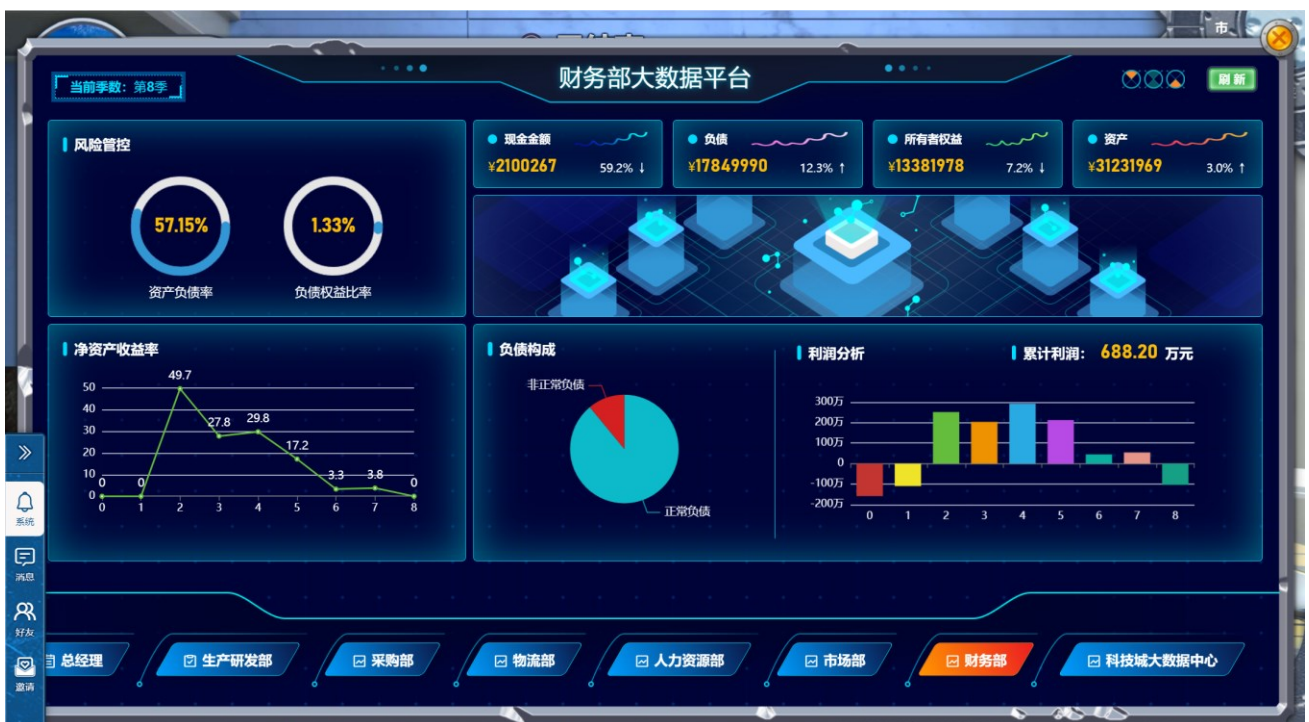 市
财务部大数据平台
当前季数：第8季
刷新
风险管控
57.15%
1.33%
资产负债率
负债权益比率
现金金额
¥2100267
59.2% ↓
负债
¥17849990
12.3% ↑
所有者权益
¥13381978
7.2% ↓
资产
¥31231969
3.0% ↑
净资产收益率
50
40
30
20
10
0
0
0
49.7
27.8
29.8
17.2
3.3
3.8
0
0 1 2 3 4 5 6 7 8
负债构成
非正常负债
正常负债
利润分析
累计利润：688.20 万元
300万
200万
100万
0
-100万
-200万
0 1 2 3 4 5 6 7 8
系统
消息
好友
邀请
总经理
生产研发部
采购部
物流部
人力资源部
市场部
财务部
科技城大数据中心